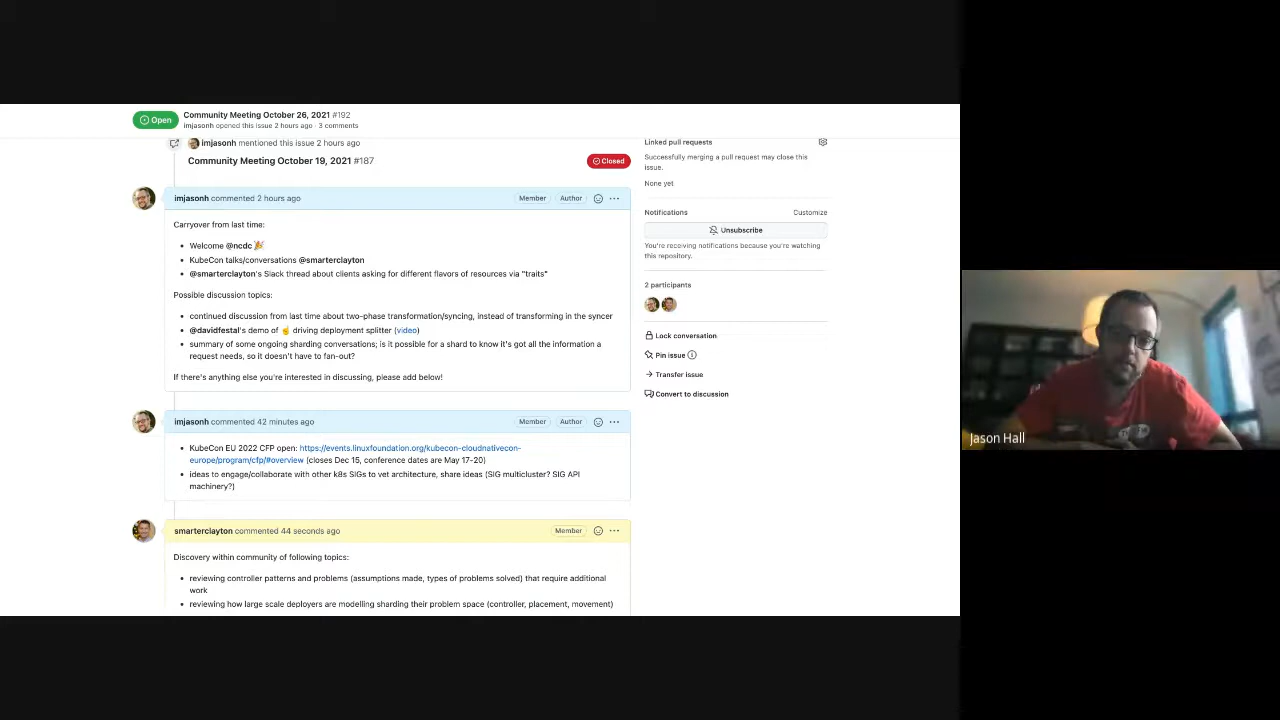 Open
Community Meeting October 26, 2021 #192
imjasonh opened this issue 2 hours ago · 3 comments
imjasonh mentioned this issue 2 hours ago
Community Meeting October 19, 2021 #187
Closed
imjasonh commented 2 hours ago
Member
Author
Carryover from last time:
• Welcome @ncdc 🎉
• KubeCon talks/conversations @smarterclayton
• @smarterclayton's Slack thread about clients asking for different flavors of resources via "traits"
Possible discussion topics:
• continued discussion from last time about two-phase transformation/syncing, instead of transforming in the syncer
• @davidfestal's demo of ☝ driving deployment splitter (video)
• summary of some ongoing sharding conversations; is it possible for a shard to know it's got all the information a
request needs, so it doesn't have to fan-out?
If there's anything else you're interested in discussing, please add below!
imjasonh commented 42 minutes ago
Member
Author
• KubeCon EU 2022 CFP open: https://events.linuxfoundation.org/kubecon-cloudnativecon-
europe/program/cfp/#overview (closes Dec 15, conference dates are May 17-20)
• ideas to engage/collaborate with other k8s SIGs to vet architecture, share ideas (SIG multicluster? SIG API
machinery?)
smarterclayton commented 44 seconds ago
Member
Discovery within community of following topics:
• reviewing controller patterns and problems (assumptions made, types of problems solved) that require additional
work
• reviewing how large scale deployers are modelling sharding their problem space (controller, placement, movement)
Linked pull requests
Successfully merging a pull request may close this
issue.
None yet
Notifications
Customize
Unsubscribe
You're receiving notifications because you're watching
this repository.
2 participants
Lock conversation
Pin issue
Transfer issue
Convert to discussion
Jason Hall